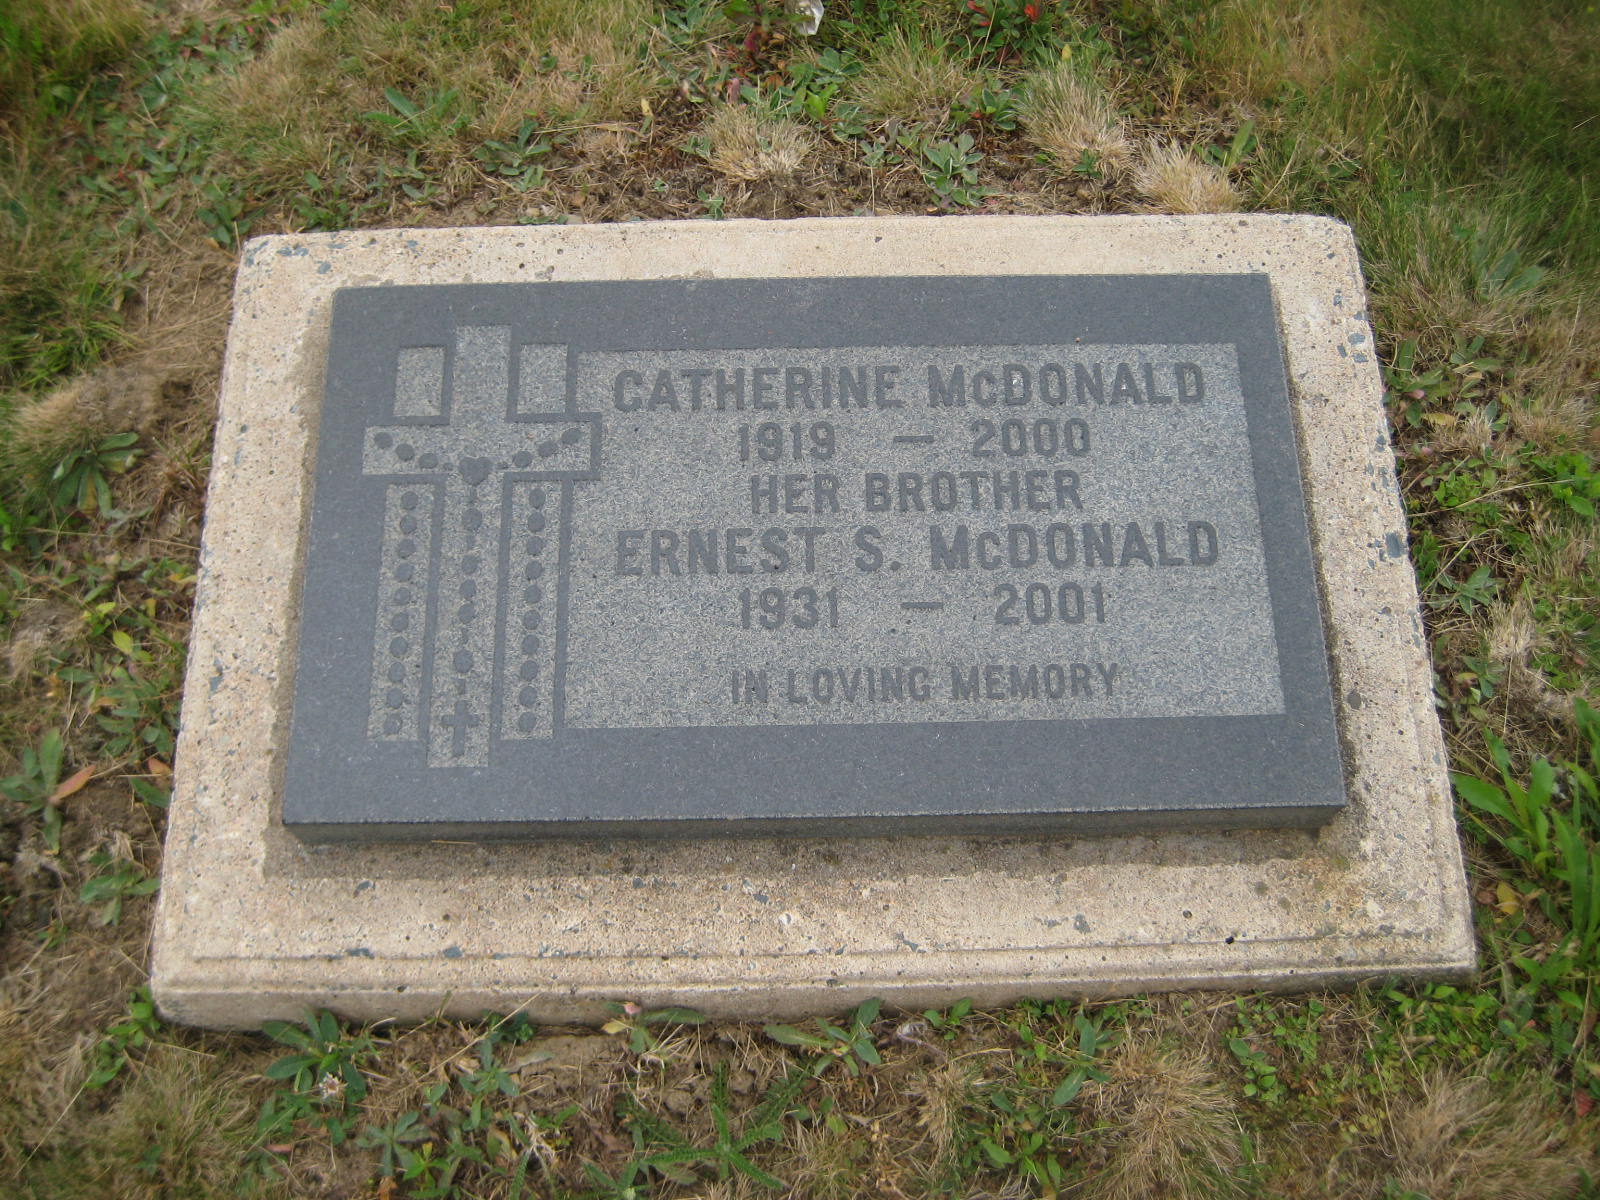 CATHERINE McDONALD
1919 — 2000
HER BROTHER
ERNEST S. McDONALD
1931 — 2001
IN LOVING MEMORY